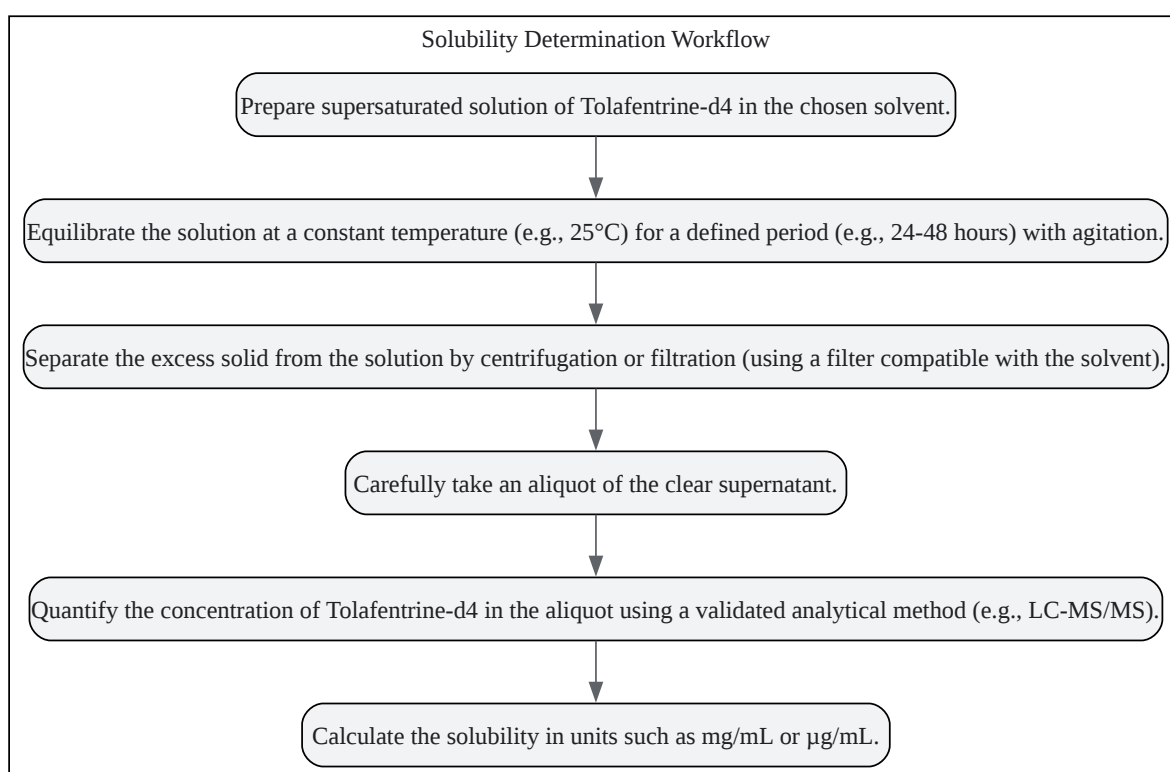 Solubility Determination Workflow
Prepare supersaturated solution of Tolafentrine-d4 in the chosen solvent.
Equilibrate the solution at a constant temperature (e.g., 25°C) for a defined period (e.g., 24-48 hours) with agitation.
Separate the excess solid from the solution by centrifugation or filtration (using a filter compatible with the solvent).
Carefully take an aliquot of the clear supernatant.
Quantify the concentration of Tolafentrine-d4 in the aliquot using a validated analytical method (e.g., LC-MS/MS).
Calculate the solubility in units such as mg/mL or µg/mL.